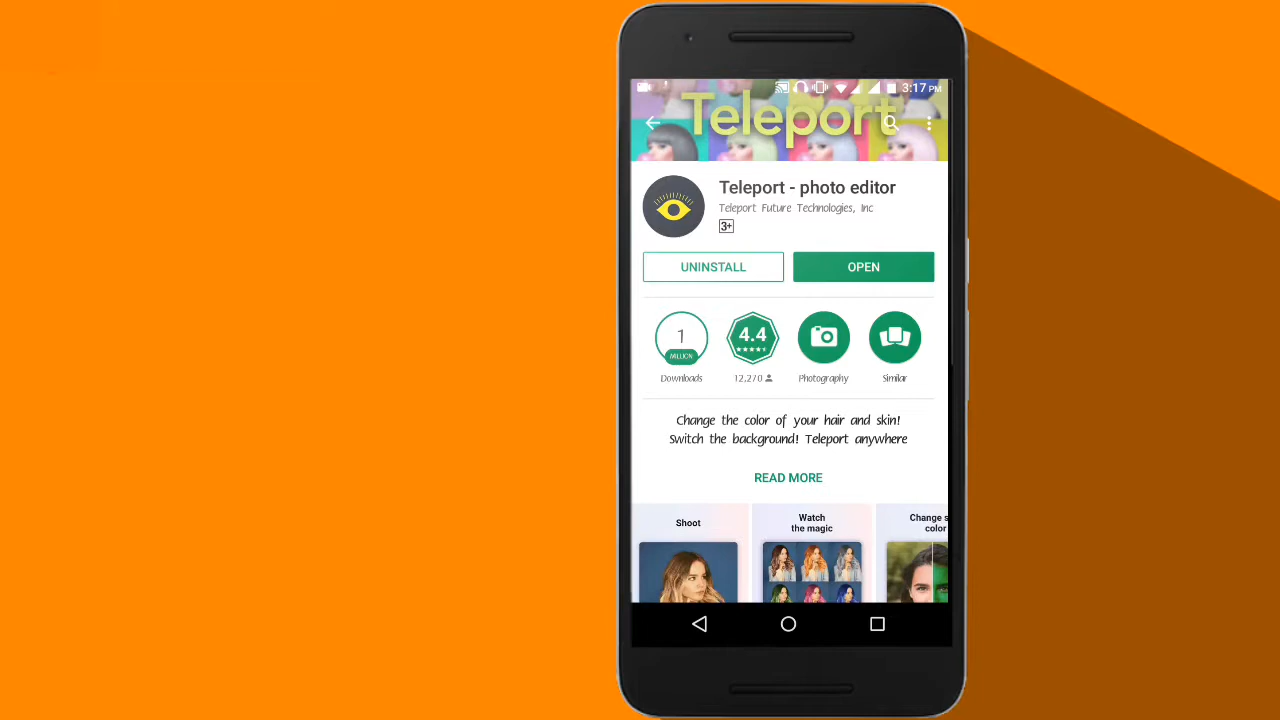 3:17 PM
Teleport
Teleport - photo editor
Teleport Future Technologies, Inc
3+
UNINSTALL
OPEN
1
MILLION
4.4
Downloads
12,270
Photography
Similar
Change the color of your hair and skin!
Switch the background! Teleport anywhere
READ MORE
Shoot
Watch
the magic
Change s
color